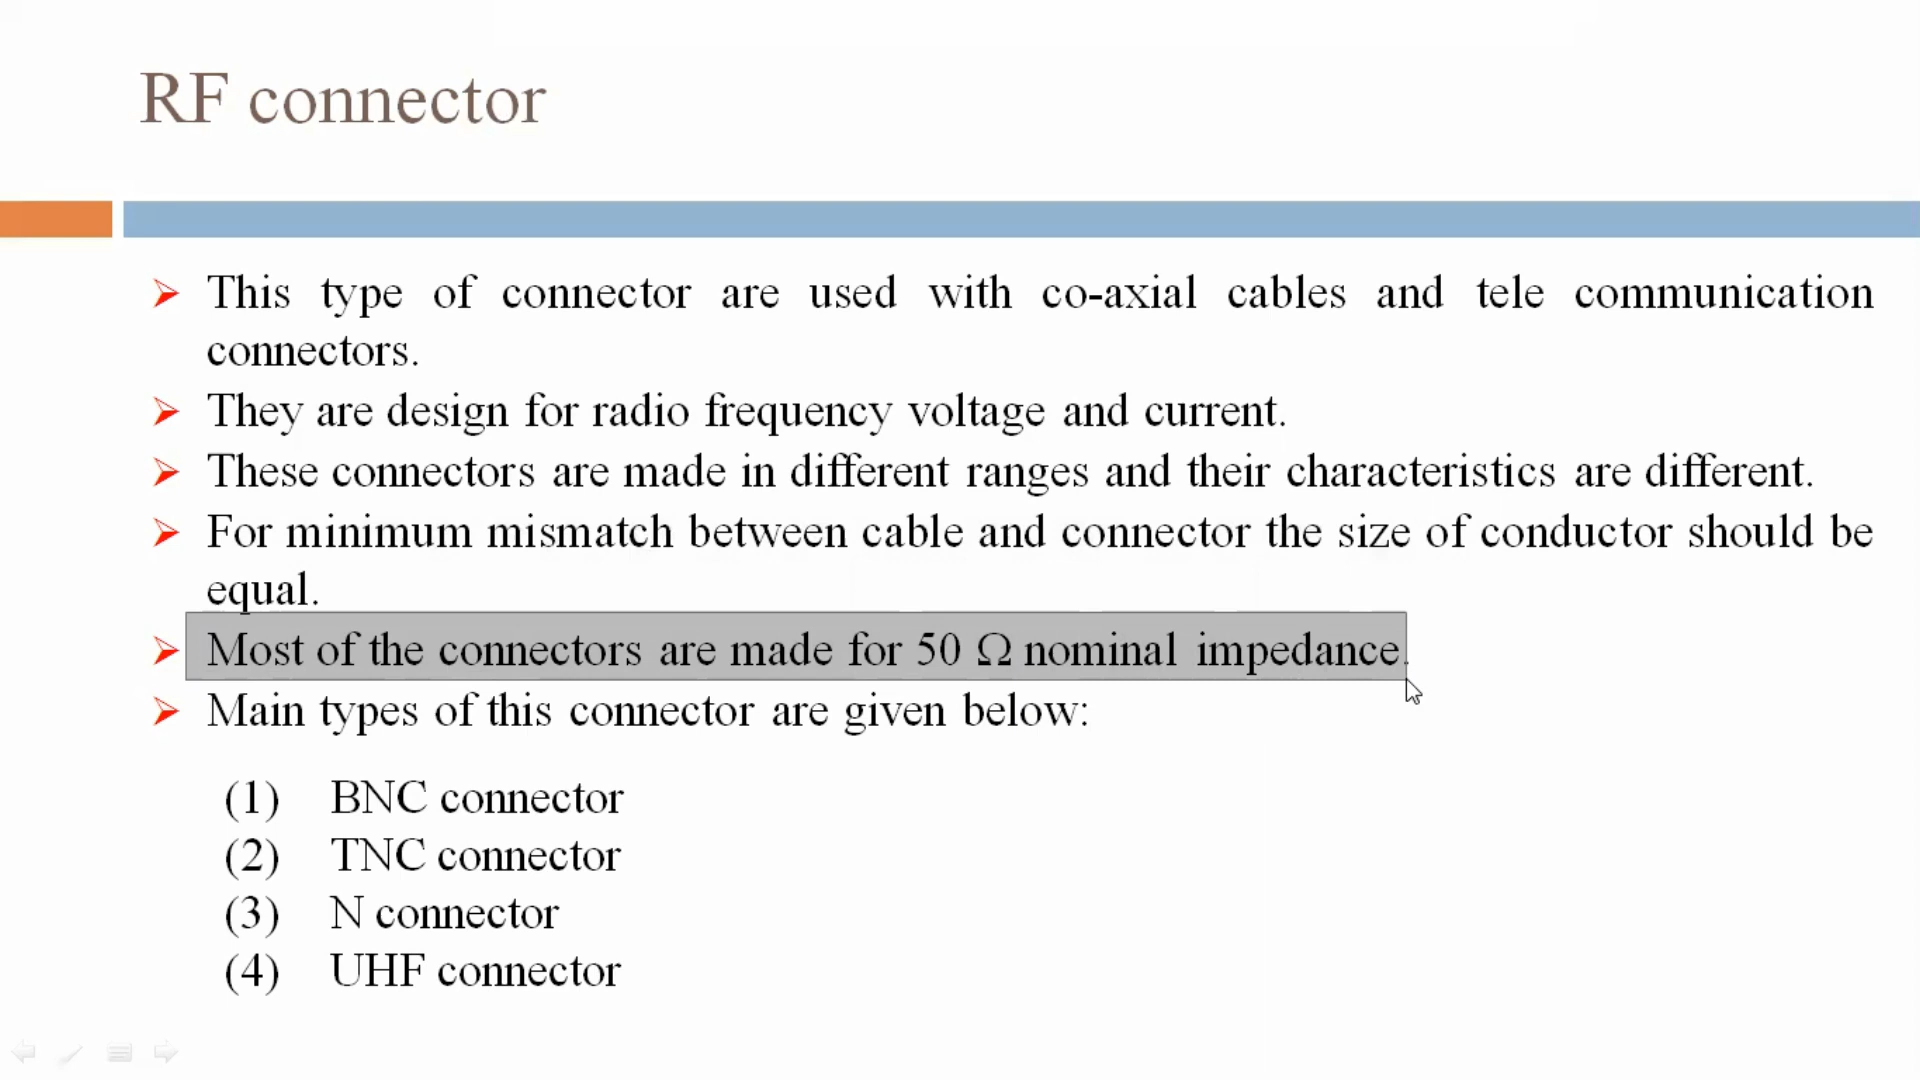 RF connector
This type of connector are used with co-axial cables and tele communication
connectors.
They are design for radio frequency voltage and current.
These connectors are made in different ranges and their characteristics are different.
For minimum mismatch between cable and connector the size of conductor should be
equal.
Most of the connectors are made for 50 Ω nominal impedance.
Main types of this connector are given below:
(1) BNC connector
(2) TNC connector
(3) N connector
(4) UHF connector